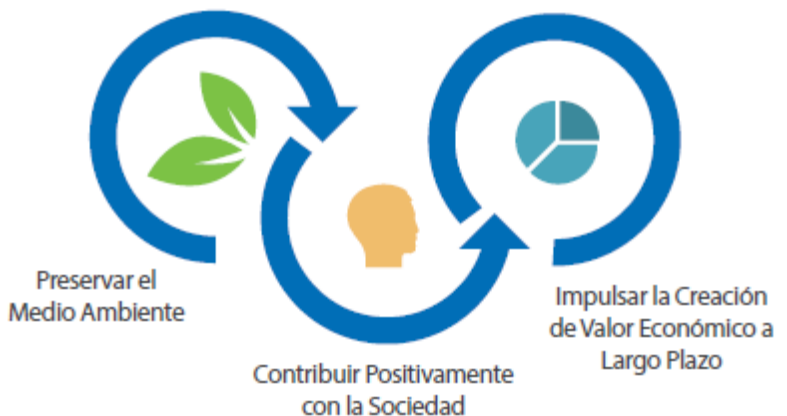 Preservar el
Medio Ambiente
Contribuir Positivamente
con la Sociedad
Impulsar la Creación
de Valor Económico a
Largo Plazo